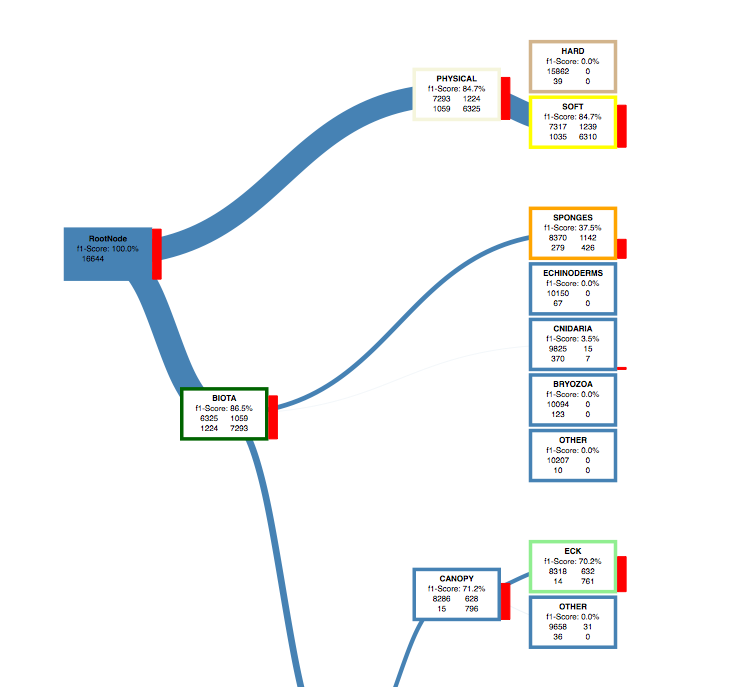 HARD
f1-Score: 0.0%
15862 0
39 0
PHYSICAL
f1-Score: 84.7%
7293 1224
1059 6325
SOFT
f1-Score: 84.7%
7317 1239
1035 6310
RootNode
f1-Score: 100.0%
16644
SPONGES
f1-Score: 37.5%
8370 1142
279 426
ECHINODERMS
f1-Score: 0.0%
10150 0
67 0
CNIDARIA
f1-Score: 3.5%
9825 15
370 7
BRYOZOA
f1-Score: 0.0%
10094 0
123 0
OTHER
f1-Score: 0.0%
10207 0
10 0
BIOTA
f1-Score: 86.5%
6325 1059
1224 7293
CANOPY
f1-Score: 71.2%
8286 628
15 796
ECK
f1-Score: 70.2%
8318 632
14 761
OTHER
f1-Score: 0.0%
9658 31
36 0